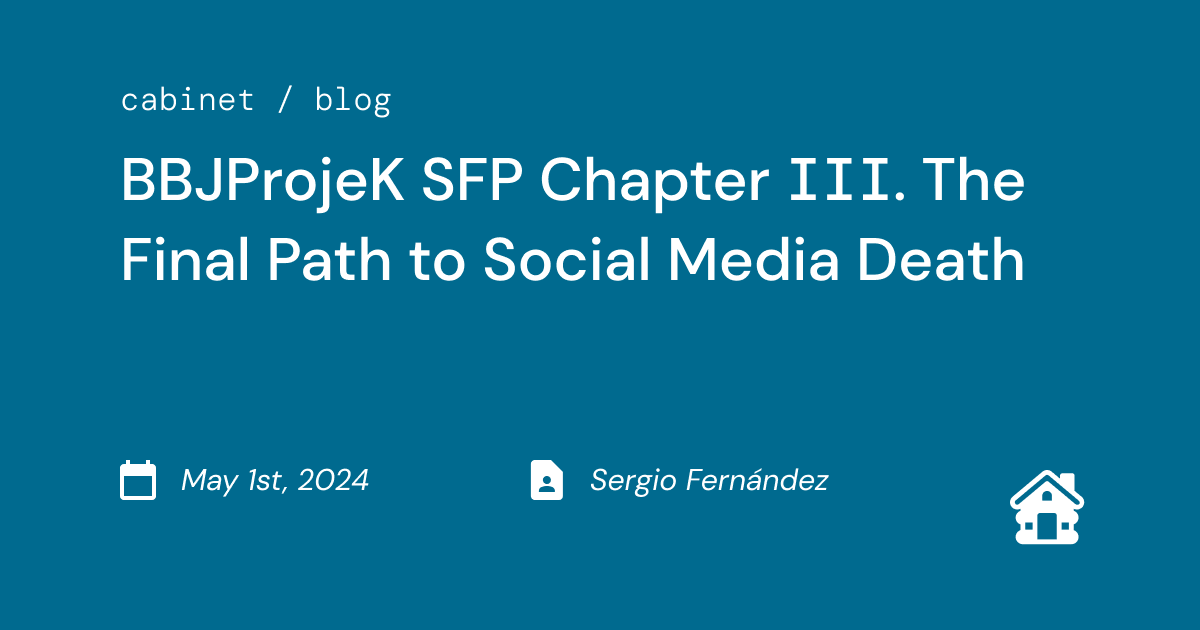 cabinet / blog
BBJProjeK SFP Chapter III. The
Final Path to Social Media Death
May 1st, 2024
Sergio Fernández